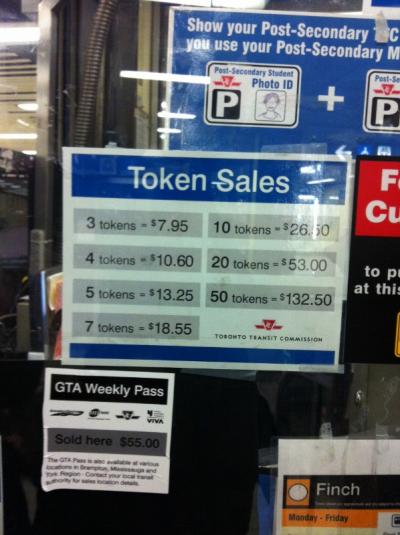 Show your Post-Secondary
you use your Post-Secondary
Post-Secondary Student
Photo ID
P
+
P
Token Sales
3 tokens = $7.95
10 tokens = $26.50
4 tokens = $10.60
20 tokens = $53.00
5 tokens = $13.25
50 tokens = $132.50
7 tokens = $18.55
TORONTO TRANSIT COMMISSION
to
at this
GTA Weekly Pass
VIVA
Sold here $55.00
The GTA Pass is also available at various
locations in Brampton, Mississauga and
York Region - Contact your local transit
authority for sales location details.
Finch
Monday - Friday